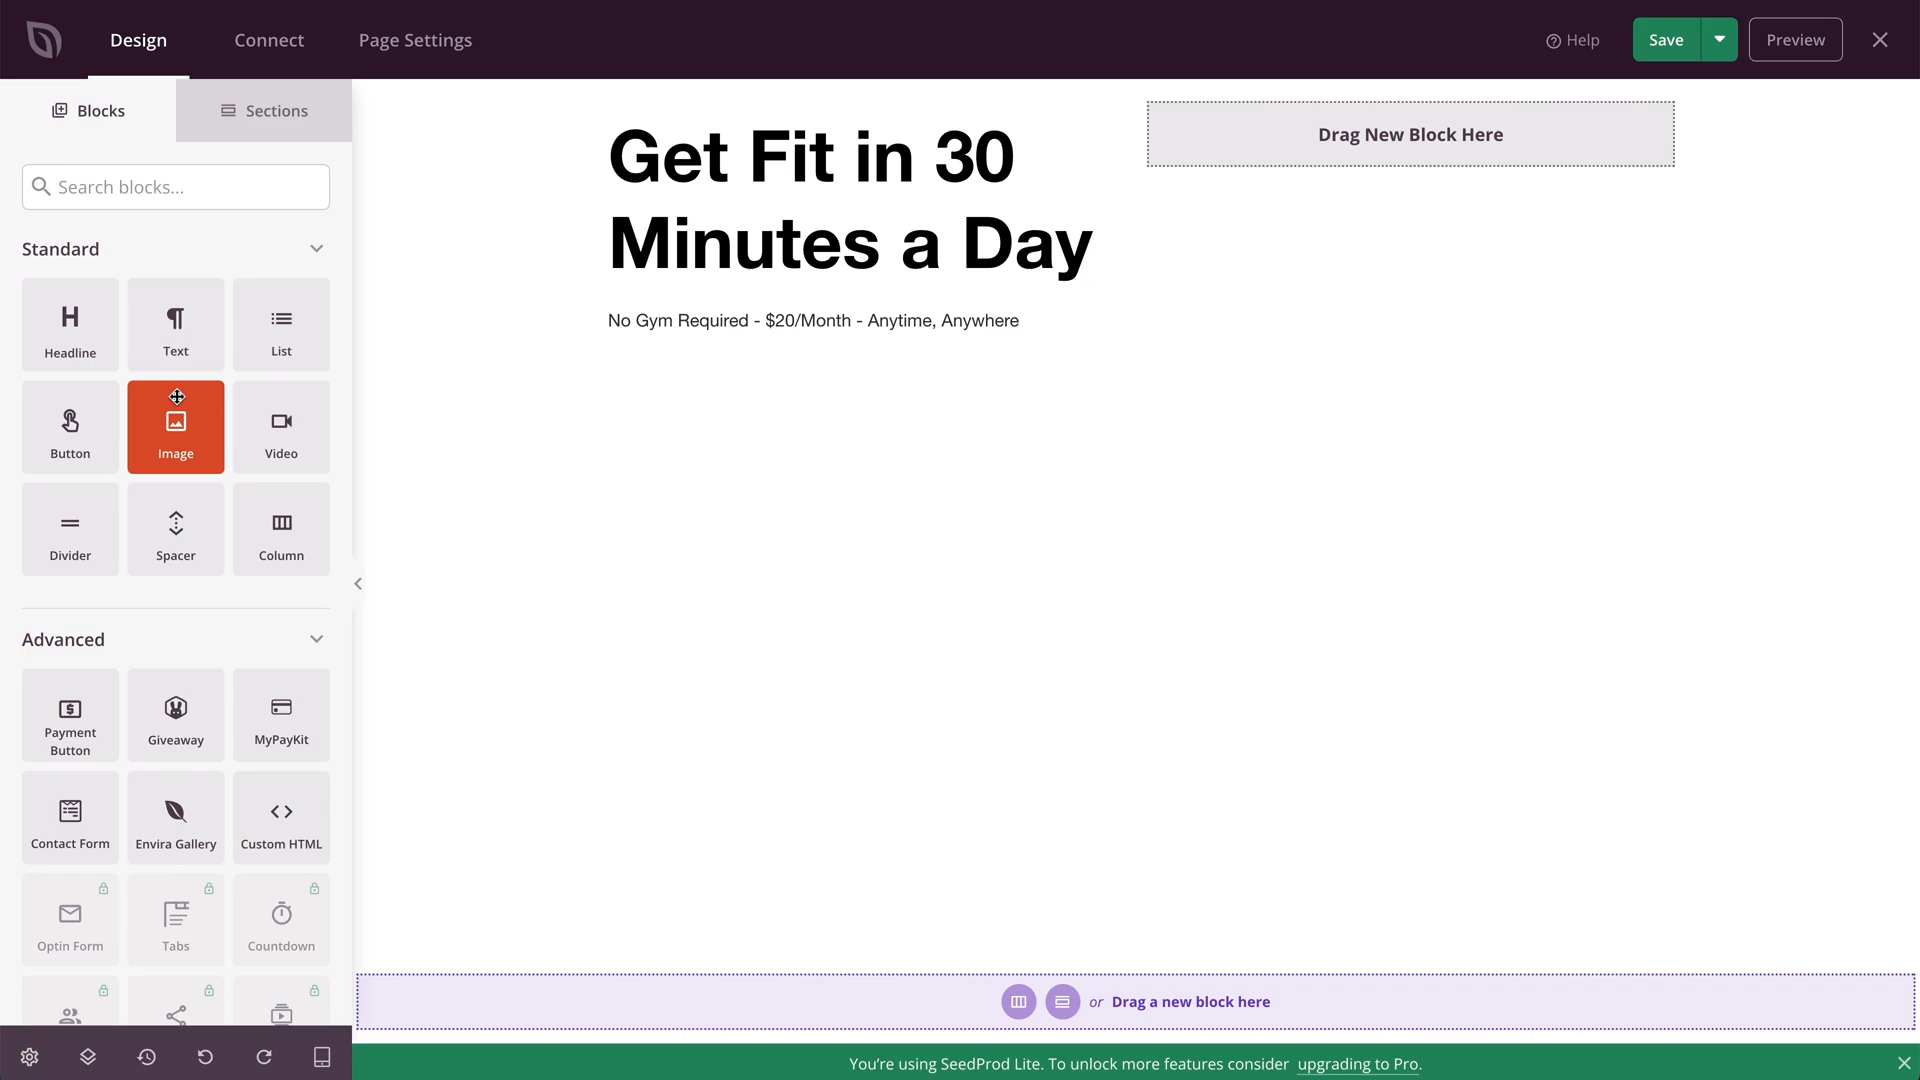 Design
Connect
Page Settings
Help
Save
Preview
Blocks
Sections
Search blocks...
Standard
Headline
Text
List
Button
Image
Video
Divider
Spacer
Column
Advanced
Payment
Button
Giveaway
MyPayKit
Contact Form
Envira Gallery
Custom HTML
Optin Form
Tabs
Countdown
Get Fit in 30
Minutes a Day
No Gym Required - $20/Month - Anytime, Anywhere
Drag New Block Here
or Drag a new block here
You're using SeedProd Lite. To unlock more features consider upgrading to Pro.